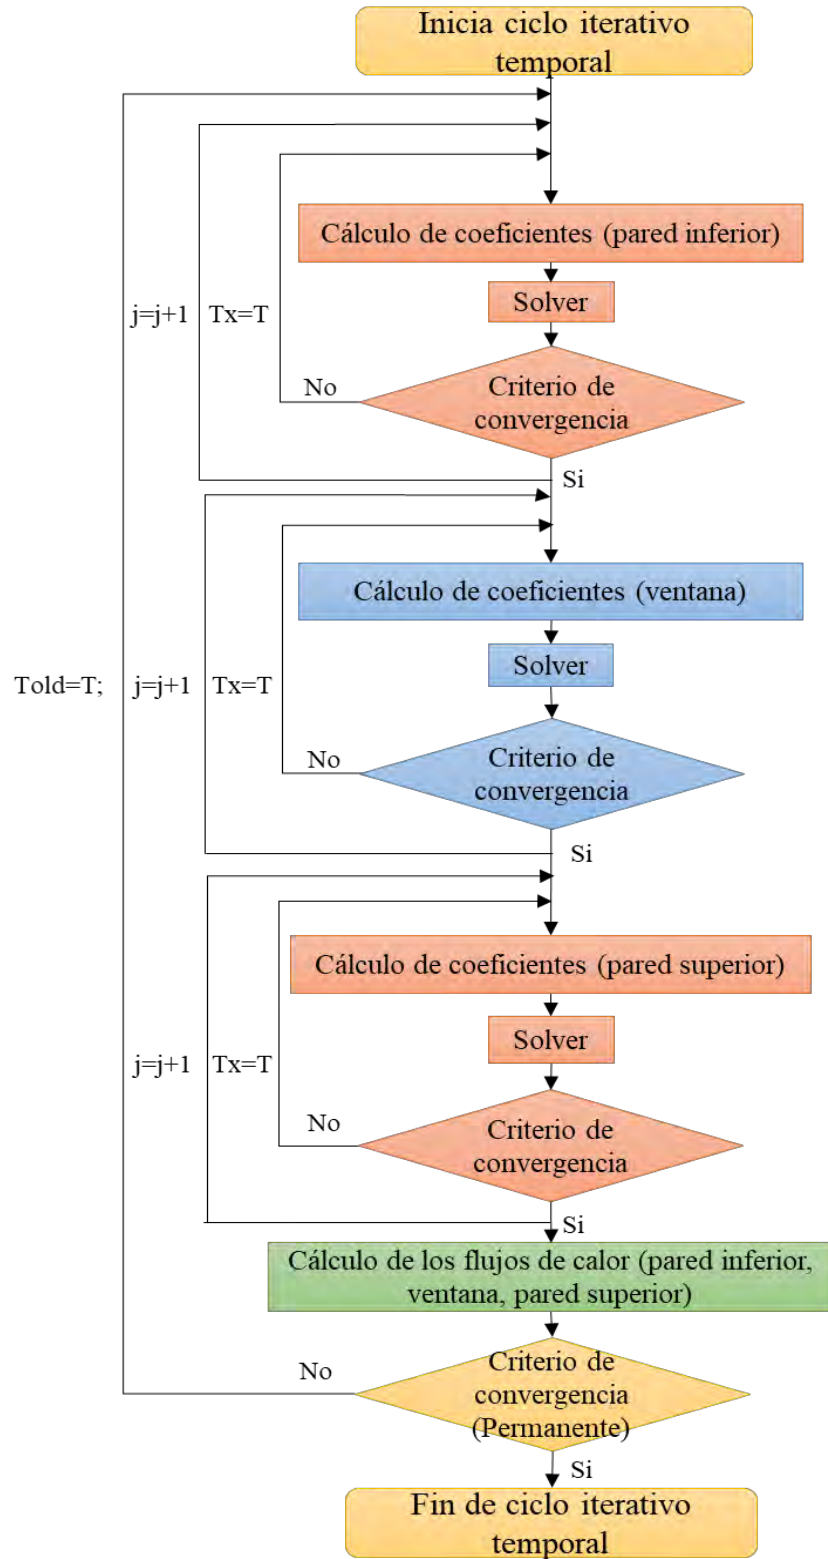 Inicia ciclo iterativo
temporal
Cálculo de coeficientes (pared inferior)
Solver
j=j+1
Tx=T
No
Criterio de
convergencia
Si
Cálculo de coeficientes (ventana)
Solver
Told=T;
j=j+1
Tx=T
No
Criterio de
convergencia
Si
Cálculo de coeficientes (pared superior)
Solver
j=j+1
Tx=T
No
Criterio de
convergencia
Si
Cálculo de los flujos de calor (pared inferior,
ventana, pared superior)
No
Criterio de
convergencia
(Permanente)
Si
Fin de ciclo iterativo
temporal